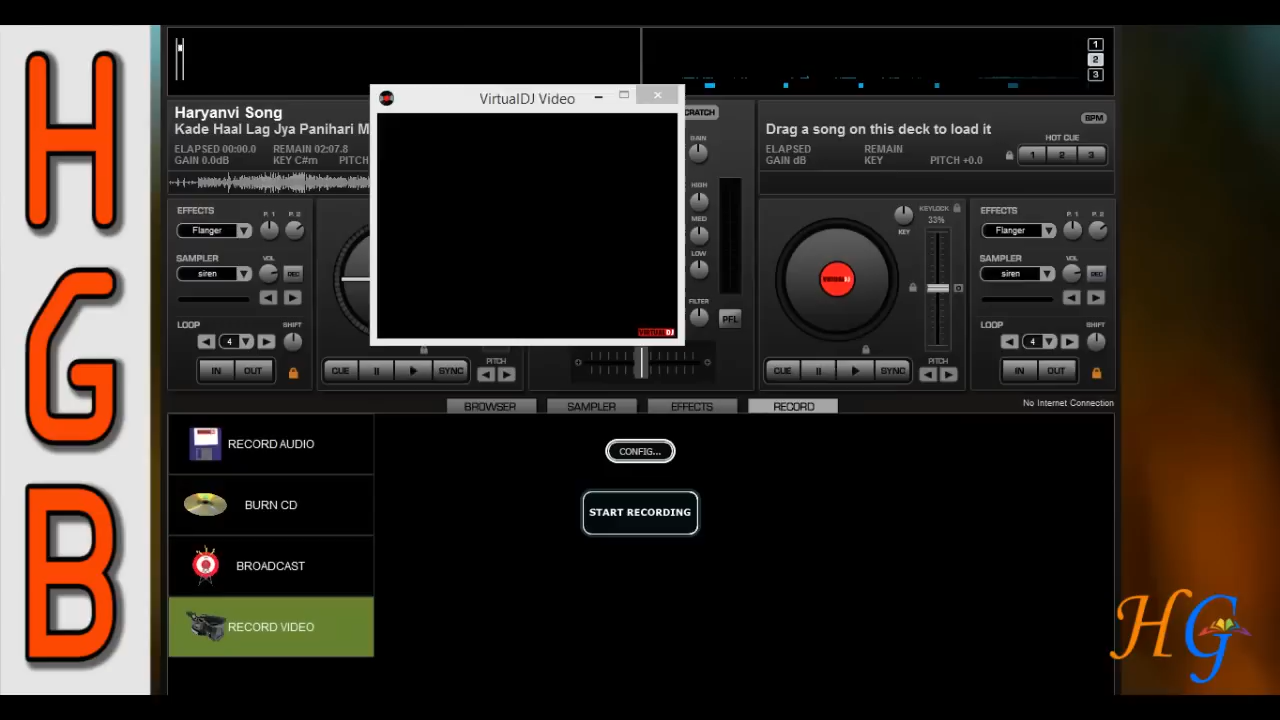 H
G
B
1
2
3
VirtualDJ Video
Haryanvi Song
Kade Haal Lag Jya Panihari M
ELAPSED 00:00.0 REMAIN 02:07.8
GAIN 0.0dB KEY C#m PITCH
VIRTUALDJ
CRATCH
GAIN
HIGH
MED
LOW
FILTER
PFL
Drag a song on this deck to load it
BPM
HOT CUE
1 2 3
ELAPSED REMAIN
GAIN dB KEY PITCH +0.0
EFFECTS P. 1 P. 2
Flanger
SAMPLER VOL
siren REC
LOOP SHIFT
4
IN OUT
CUE SYNC
PITCH
KEYLOCK
33%
KEY
VIRTUALDJ
CUE SYNC
PITCH
EFFECTS P. 1 P. 2
Flanger
SAMPLER VOL
siren REC
LOOP SHIFT
4
IN OUT
BROWSER SAMPLER EFFECTS RECORD
No Internet Connection
RECORD AUDIO
BURN CD
BROADCAST
RECORD VIDEO
CONFIG...
START RECORDING
HG